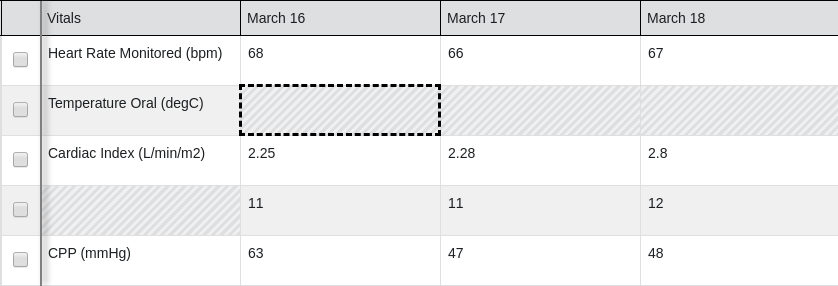 Vitals March 16 March 17 March 18
Heart Rate Monitored (bpm) 68 66 67
Temperature Oral (degC)
Cardiac Index (L/min/m2) 2.25 2.28 2.8
11 11 12
CPP (mmHg) 63 47 48